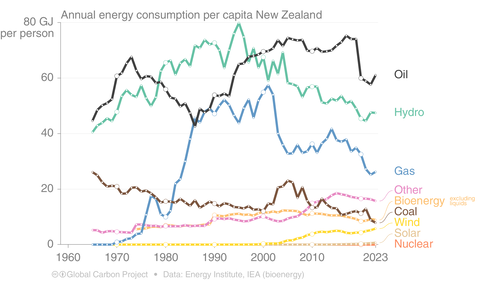 Annual energy consumption per capita New Zealand
80 GJ
per person
60
40
20
0
1960
1970
1980
1990
2000
2010
2023
Oil
Hydro
Gas
Other
Bioenergy excluding liquids
Coal
Wind
Solar
Nuclear
Global Carbon Project • Data: Energy Institute, IEA (bioenergy)